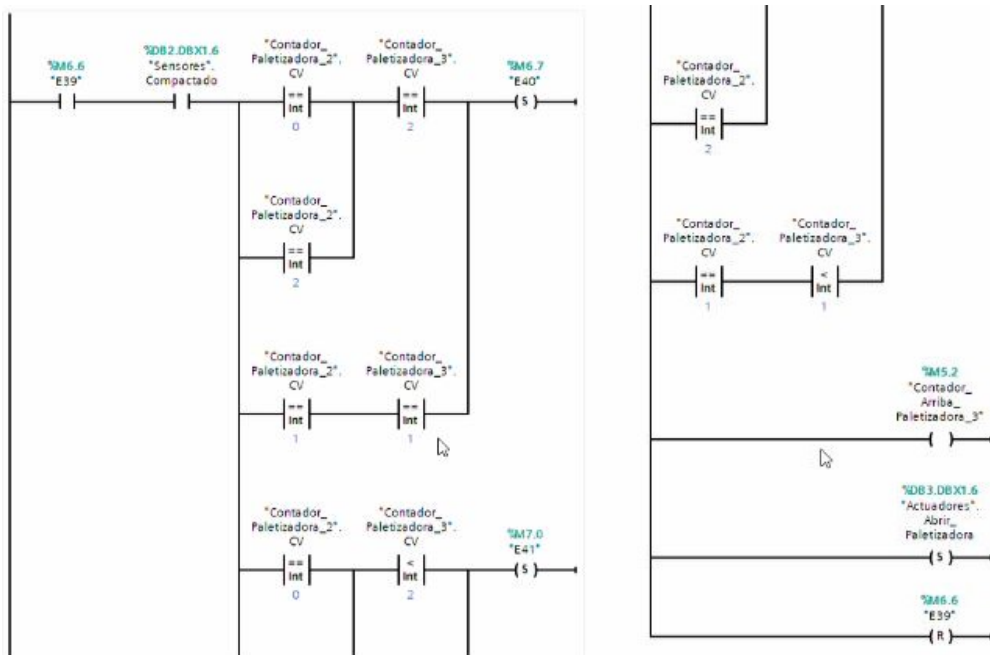 %M6.6
"E39"
%DB2.DBX1.6
"Sensores".
Compactado
"Contador_
Paletizadora_2".
CV
==
Int
0
"Contador_
Paletizadora_3".
CV
==
Int
2
%M6.7
"E40"
S
"Contador_
Paletizadora_2".
CV
==
Int
2
"Contador_
Paletizadora_2".
CV
==
Int
1
"Contador_
Paletizadora_3".
CV
==
Int
1
"Contador_
Paletizadora_2".
CV
==
Int
0
"Contador_
Paletizadora_3".
CV
<
Int
2
%M7.0
"E41"
S
"Contador_
Paletizadora_2".
CV
==
Int
2
"Contador_
Paletizadora_2".
CV
==
Int
1
"Contador_
Paletizadora_3".
CV
<
Int
1
%M5.2
"Contador_
Arriba_
Paletizadora_3"
%DB3.DBX1.6
"Actuadores".
Abrir_
Paletizadora
S
%M6.6
"E39"
R